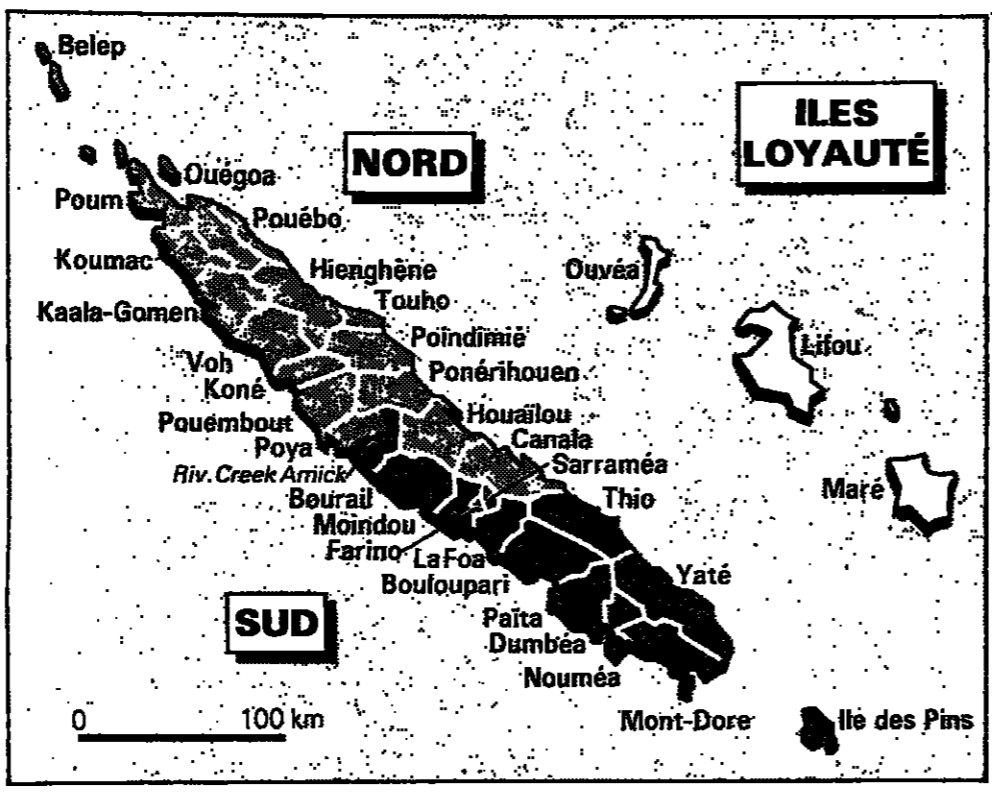 Belep
ILES
LOYAUTÉ
NORD
Ouégoa
Poum
Pouébo
Koumac
Hienghène
Ouvéa
Touho
Kaala-Gomen
Poindimié
Lifou
Voh
Ponérihouen
Koné
Houaïlou
Pouembout
Canala
Poya
Sarraméa
Riv. Creek Amick
Maré
Bourail
Thio
Moindou
Farino
La Foa
Bouloupari
Yaté
SUD
Païta
Dumbéa
Nouméa
0 100 km
Mont-Dore
Ile des Pins